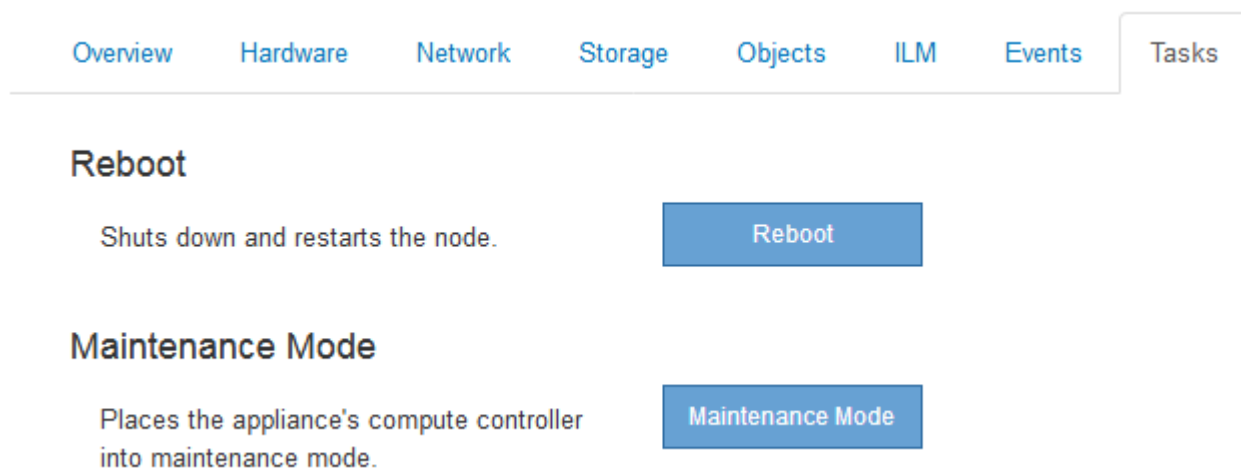 Overview Hardware Network Storage Objects ILM Events Tasks
Reboot
Shuts down and restarts the node. Reboot
Maintenance Mode
Places the appliance's compute controller Maintenance Mode
into maintenance mode.